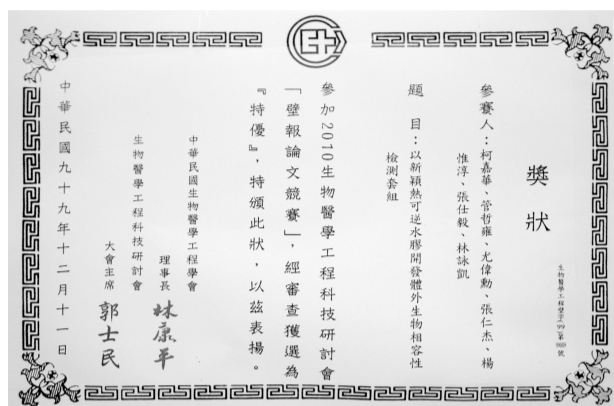 獎狀
參賽人：柯嘉華、管哲雍、尤偉勳、張仁杰、楊
惟淳、張仕毅、林詠凱
題目：以新穎熱可逆水膠開發體外生物相容性
檢測套組
參加2010生物醫學工程科技研討會
「壁報論文競賽」，經審查獲選為
『特優』，特頒此狀，以茲表揚。
中華民國生物醫學工程學會
理事長 林康平
生物醫學工程科技研討會
大會主席 郭士民
中華民國九十九年十二月十一日